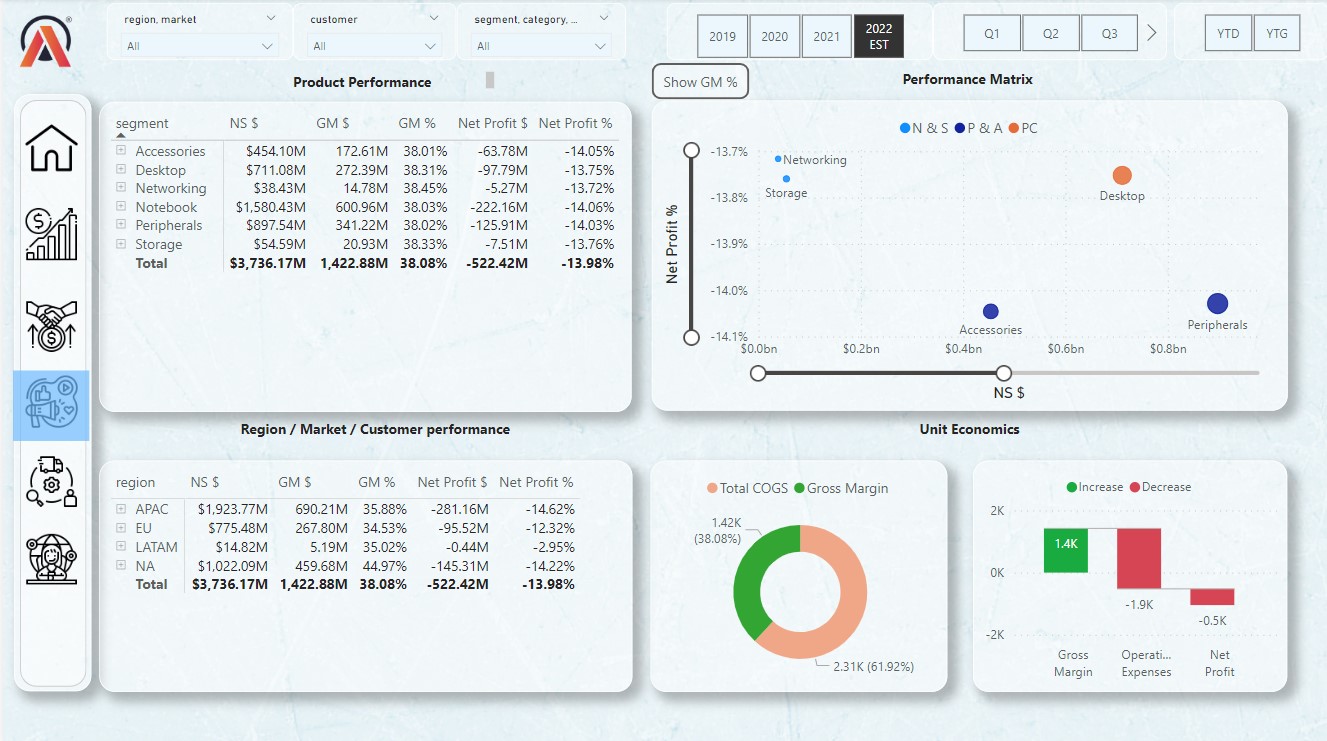 region, market
customer
segment, category, ...
All
All
All
2019
2020
2021
2022
EST
Q1
Q2
Q3
YTD
YTG
Product Performance
segment NS $ GM $ GM % Net Profit $ Net Profit %
Accessories $454.10M 172.61M 38.01% -63.78M -14.05%
Desktop $711.08M 272.39M 38.31% -97.79M -13.75%
Networking $38.43M 14.78M 38.45% -5.27M -13.72%
Notebook $1,580.43M 600.96M 38.03% -222.16M -14.06%
Peripherals $897.54M 341.22M 38.02% -125.91M -14.03%
Storage $54.59M 20.93M 38.33% -7.51M -13.76%
Total $3,736.17M 1,422.88M 38.08% -522.42M -13.98%
Show GM %
Performance Matrix
N & S P & A PC
Net Profit %
-13.7%
-13.8%
-13.9%
-14.0%
-14.1%
Networking
Storage
Desktop
Accessories
Peripherals
$0.0bn $0.2bn $0.4bn $0.6bn $0.8bn
NS $
Region / Market / Customer performance
region NS $ GM $ GM % Net Profit $ Net Profit %
APAC $1,923.77M 690.21M 35.88% -281.16M -14.62%
EU $775.48M 267.80M 34.53% -95.52M -12.32%
LATAM $14.82M 5.19M 35.02% -0.44M -2.95%
NA $1,022.09M 459.68M 44.97% -145.31M -14.22%
Total $3,736.17M 1,422.88M 38.08% -522.42M -13.98%
Unit Economics
Total COGS Gross Margin
1.42K
(38.08%)
2.31K (61.92%)
Increase Decrease
2K
0K
-2K
1.4K
-1.9K
-0.5K
Gross
Margin
Operati...
Expenses
Net
Profit